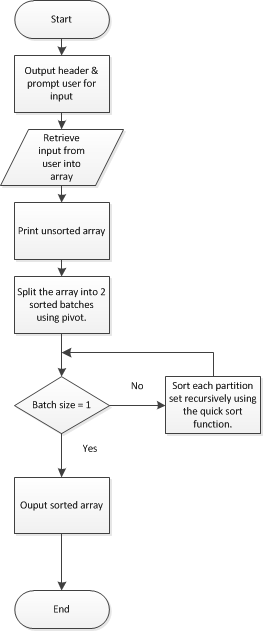 Start
Output header &
prompt user for
input
Retrieve
input from
user into
array
Print unsorted array
Split the array into 2
sorted batches
using pivot.
Batch size = 1
No
Sort each partition
set recursively using
the quick sort
function.
Yes
Ouput sorted array
End